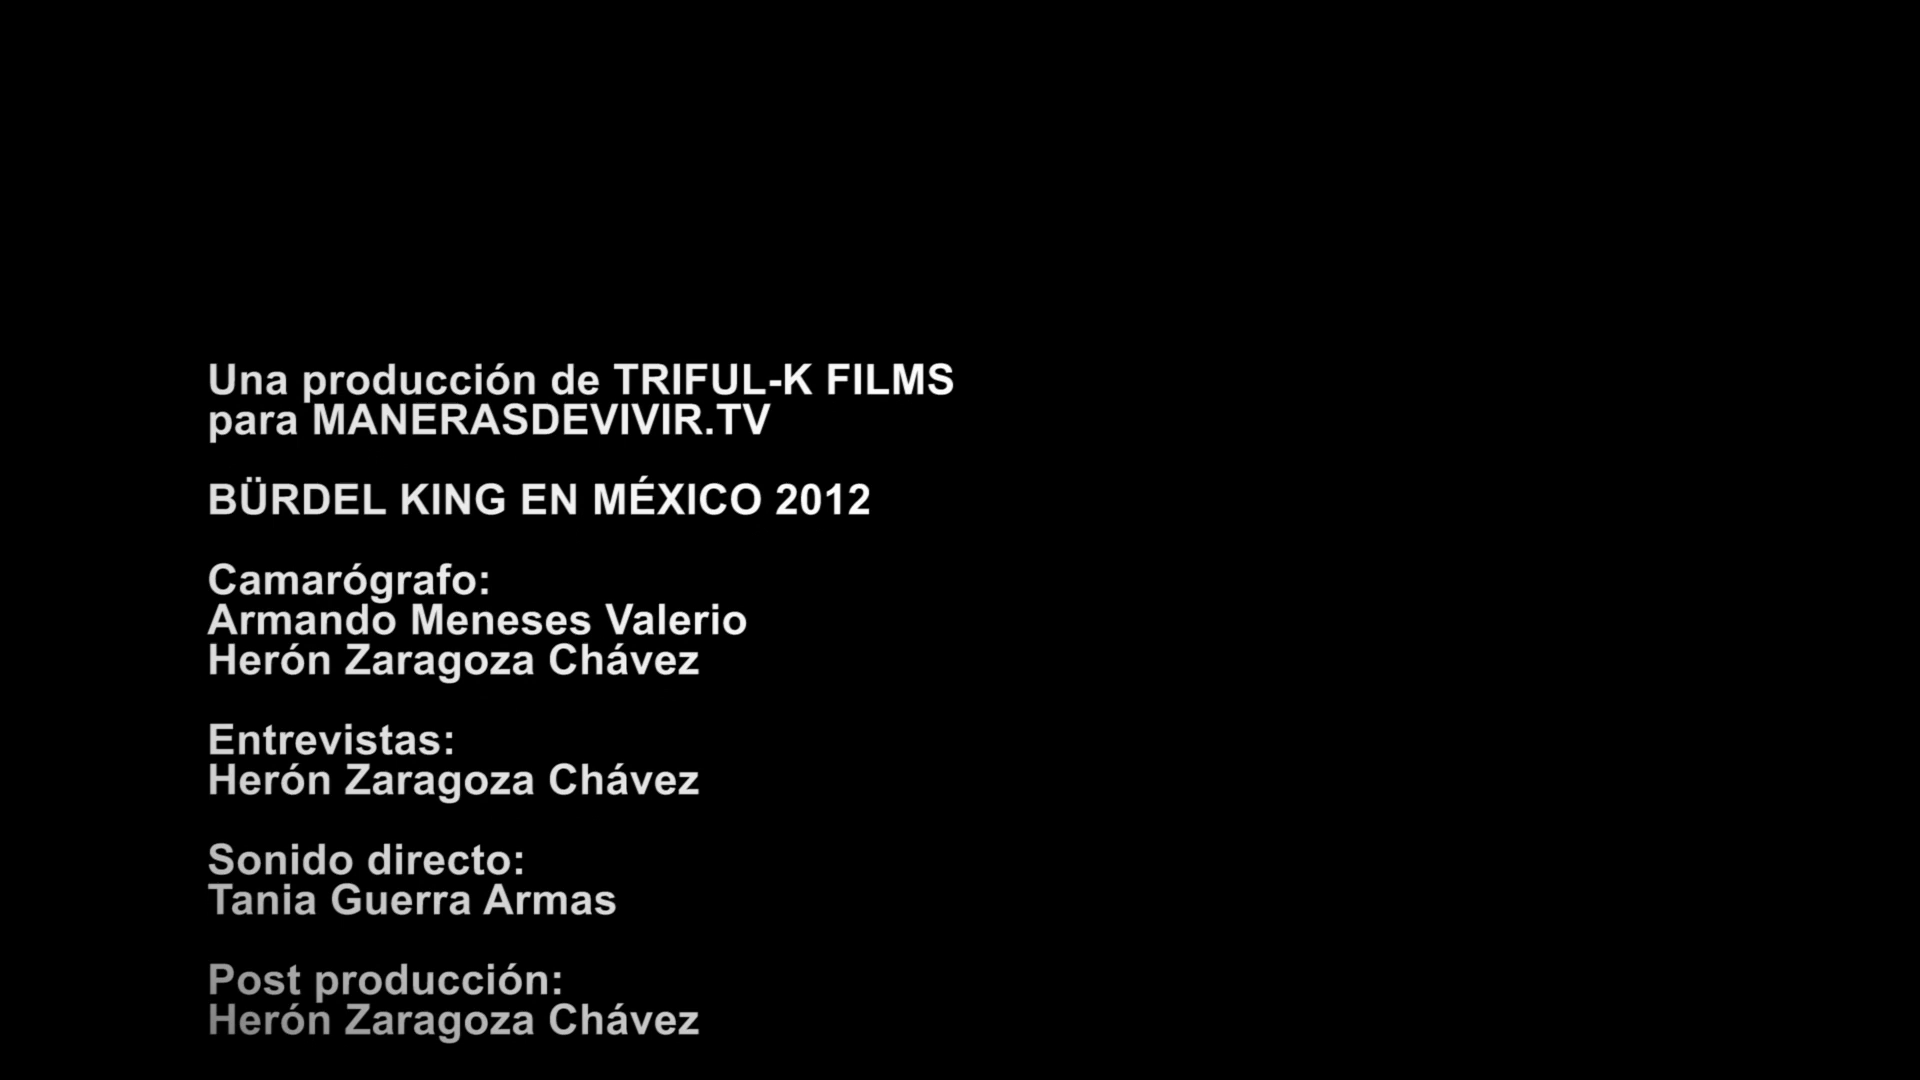 Una producción de TRIFUL-K FILMS
para MANERASDEVIVIR.TV
BÜRDEL KING EN MÉXICO 2012
Camarógrafo:
Armando Meneses Valerio
Herón Zaragoza Chávez
Entrevistas:
Herón Zaragoza Chávez
Sonido directo:
Tania Guerra Armas
Post producción:
Herón Zaragoza Chávez